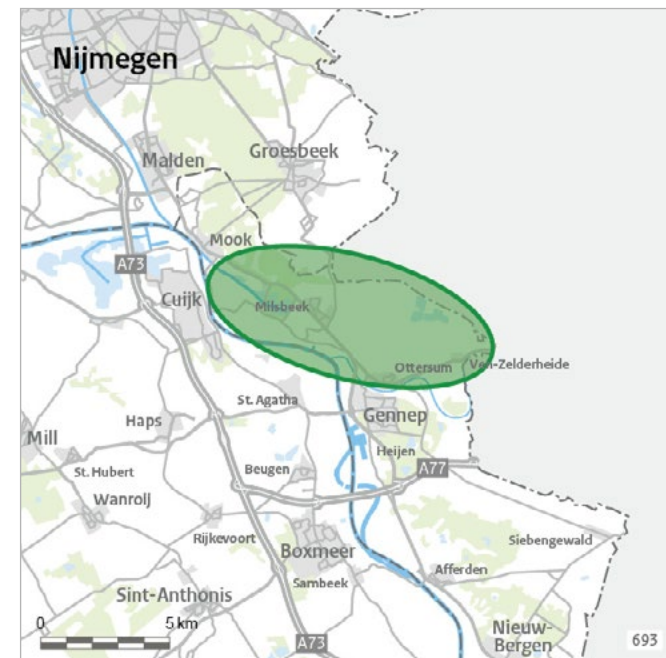 Nijmegen
Malden
Groesbeek
Mook
A73
Cuijk
Milsbeek
Ottersum
Ven-Zelderheide
St. Agatha
Gennep
Haps
Mill
Heijen
St. Hubert
Beugen
A77
Wanroij
Rijkevoort
Boxmeer
Siebengewald
Sambeek
Afferden
Sint-Anthonis
0
5 km
A73
Nieuw-
Bergen
693